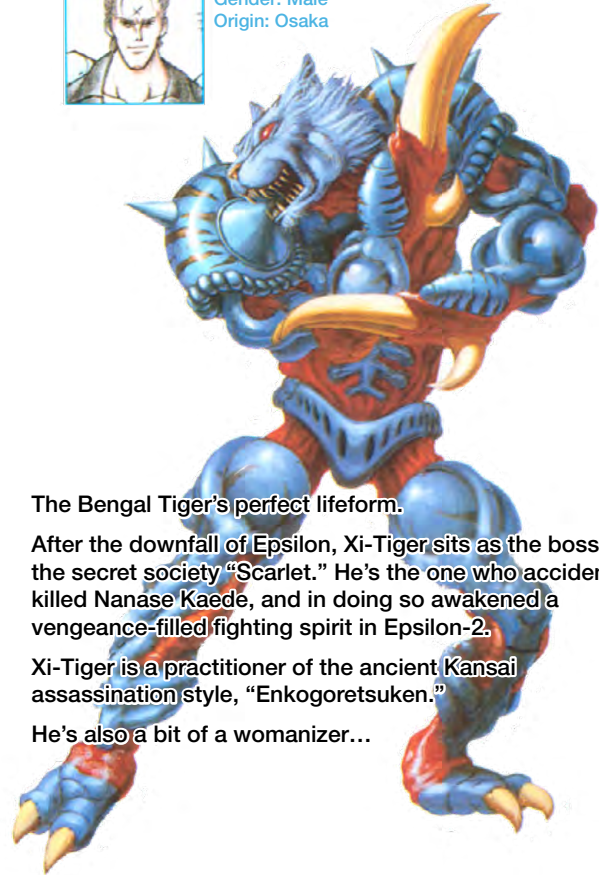 Gender: Male
Origin: Osaka
The Bengal Tiger's perfect lifeform.
After the downfall of Epsilon, Xi-Tiger sits as the boss
the secret society “Scarlet.” He's the one who
killed Nanase Kaede, and in doing so awakened a
vengeance-filled fighting spirit in Epsilon-2.
Xi-Tiger is a practitioner of the ancient Kansai
assassination style, “Enkogoretsuken.”
He's also a bit of a womanizer…